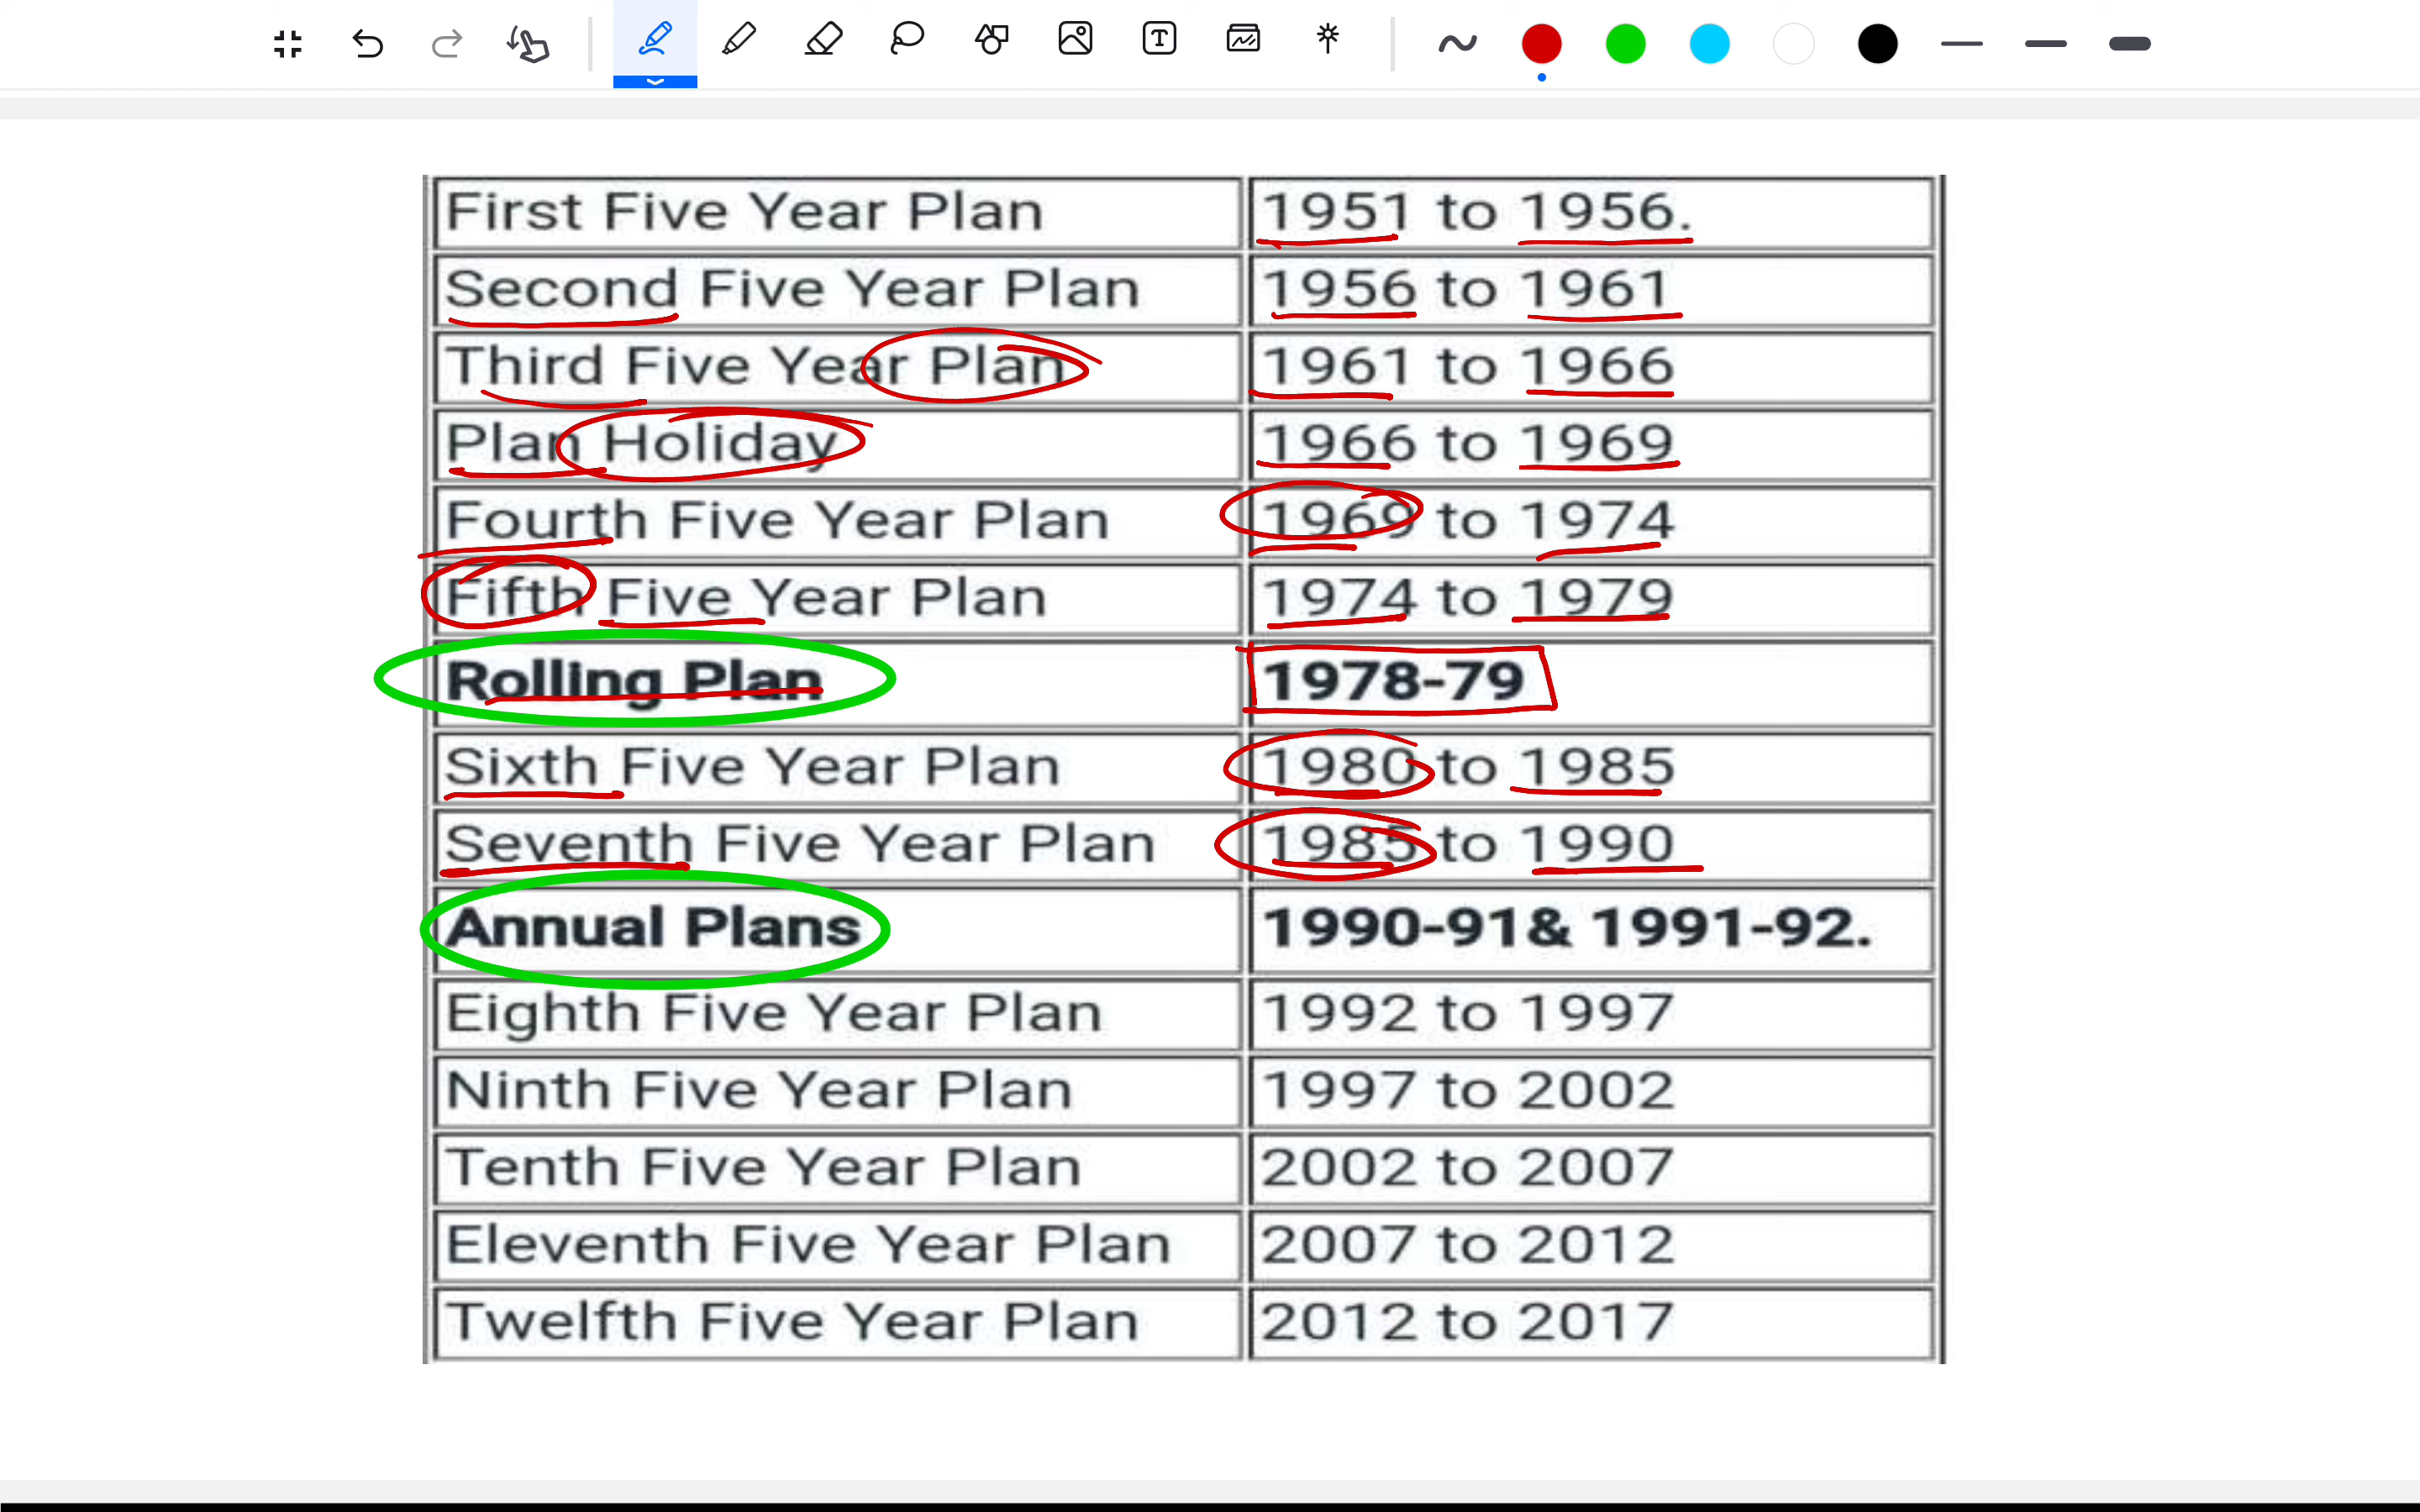 First Five Year Plan 1951 to 1956.
Second Five Year Plan 1956 to 1961
Third Five Year Plan 1961 to 1966
Plan Holiday 1966 to 1969
Fourth Five Year Plan 1969 to 1974
Fifth Five Year Plan 1974 to 1979
Rolling Plan 1978-79
Sixth Five Year Plan 1980 to 1985
Seventh Five Year Plan 1985 to 1990
Annual Plans 1990-91& 1991-92.
Eighth Five Year Plan 1992 to 1997
Ninth Five Year Plan 1997 to 2002
Tenth Five Year Plan 2002 to 2007
Eleventh Five Year Plan 2007 to 2012
Twelfth Five Year Plan 2012 to 2017